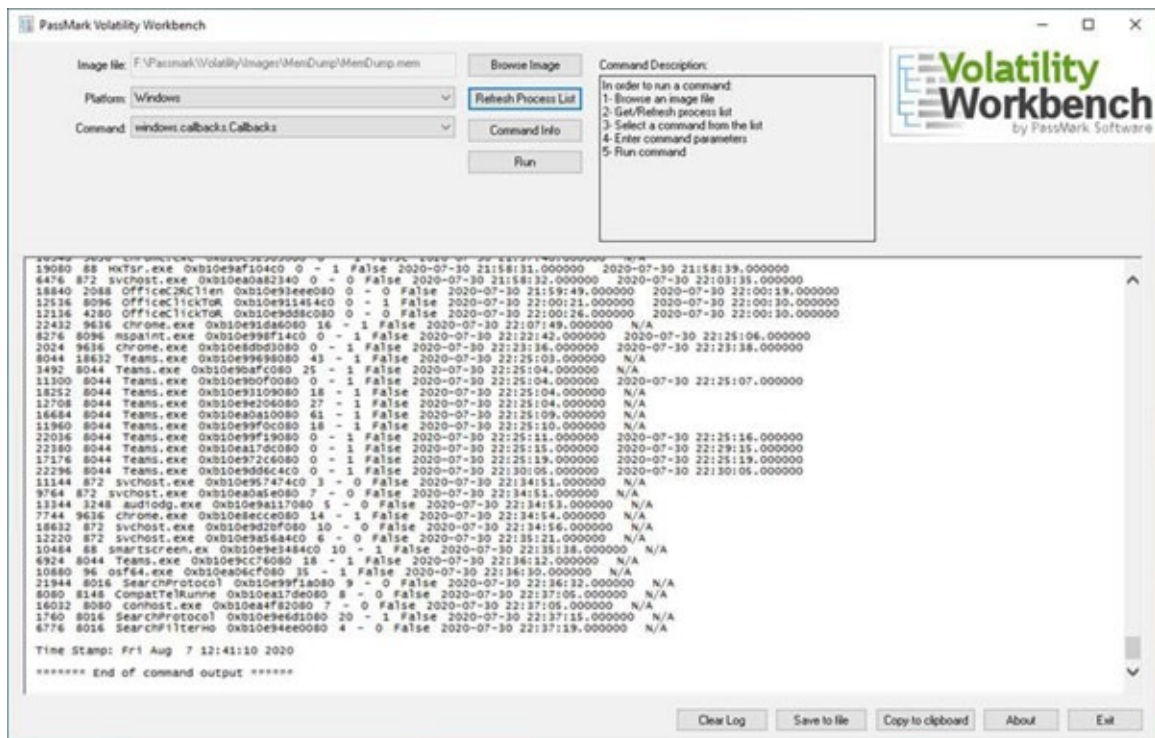 PassMark Volatility Workbench
Image file: F:\Passmark\Volatility\Images\MemDump\MemDump.mem
Browse Image
Command Description:
Platform: Windows
Refresh Process List
Command: windows.callbacks.Callbacks
Command Info
Run
In order to run a command:
1- Browse an image file
2- Get/Refresh process list
3- Select a command from the list
4- Enter command parameters
5- Run command
Volatility
Workbench
by PassMark Software
19080 88 HxTsr.exe 0xb10e9af104c0 0 - 1 False 2020-07-30 21:58:31.000000 2020-07-30 21:58:39.000000
6476 872 svchost.exe 0xb10ea0a82340 0 - 0 False 2020-07-30 21:58:32.000000 2020-07-30 22:03:35.000000
18840 2088 OfficeC2RClien 0xb10e93eee080 0 - 0 False 2020-07-30 21:59:49.000000 2020-07-30 22:00:19.000000
12536 8096 OfficeClickToR 0xb10e911454c0 0 - 1 False 2020-07-30 22:00:21.000000 2020-07-30 22:00:30.000000
12136 4280 OfficeClickToR 0xb10e9dd8c080 0 - 0 False 2020-07-30 22:00:26.000000 2020-07-30 22:00:30.000000
22432 9636 chrome.exe 0xb10e91da6080 16 - 1 False 2020-07-30 22:07:49.000000 N/A
8276 8096 mspaint.exe 0xb10e998f14c0 0 - 1 False 2020-07-30 22:22:42.000000 2020-07-30 22:25:06.000000
2024 9636 chrome.exe 0xb10e8dbd3080 0 - 1 False 2020-07-30 22:23:36.000000 2020-07-30 22:23:38.000000
8044 18632 Teams.exe 0xb10e99698080 43 - 1 False 2020-07-30 22:25:03.000000 N/A
3492 8044 Teams.exe 0xb10e9bafc080 25 - 1 False 2020-07-30 22:25:04.000000 N/A
11300 8044 Teams.exe 0xb10e9b0f0080 0 - 1 False 2020-07-30 22:25:04.000000 2020-07-30 22:25:07.000000
18252 8044 Teams.exe 0xb10e93109080 18 - 1 False 2020-07-30 22:25:04.000000 N/A
12708 8044 Teams.exe 0xb10e9e206080 27 - 1 False 2020-07-30 22:25:04.000000 N/A
16684 8044 Teams.exe 0xb10ea0a10080 61 - 1 False 2020-07-30 22:25:09.000000 N/A
11960 8044 Teams.exe 0xb10e99f0c080 18 - 1 False 2020-07-30 22:25:10.000000 N/A
22036 8044 Teams.exe 0xb10e99f19080 0 - 1 False 2020-07-30 22:25:11.000000 2020-07-30 22:25:16.000000
22380 8044 Teams.exe 0xb10ea17dc080 0 - 1 False 2020-07-30 22:25:15.000000 2020-07-30 22:29:15.000000
17176 8044 Teams.exe 0xb10e972c6080 0 - 1 False 2020-07-30 22:25:19.000000 2020-07-30 22:25:19.000000
22296 8044 Teams.exe 0xb10e9dd6c4c0 0 - 1 False 2020-07-30 22:30:05.000000 2020-07-30 22:30:05.000000
11144 872 svchost.exe 0xb10e957474c0 3 - 0 False 2020-07-30 22:34:51.000000 N/A
9764 872 svchost.exe 0xb10ea0a5e080 7 - 0 False 2020-07-30 22:34:51.000000 N/A
13344 3248 audiodg.exe 0xb10e9a117080 5 - 0 False 2020-07-30 22:34:53.000000 N/A
7744 9636 chrome.exe 0xb10e8ecce080 14 - 1 False 2020-07-30 22:34:54.000000 N/A
18632 872 svchost.exe 0xb10e9d2bf080 10 - 0 False 2020-07-30 22:34:56.000000 N/A
12220 872 svchost.exe 0xb10e9a56a4c0 6 - 0 False 2020-07-30 22:35:21.000000 N/A
10484 88 smartscreen.ex 0xb10e9e3484c0 10 - 1 False 2020-07-30 22:35:38.000000 N/A
6924 8044 Teams.exe 0xb10e9cc76080 18 - 1 False 2020-07-30 22:36:12.000000 N/A
10880 96 osf64.exe 0xb10ea06cf080 35 - 1 False 2020-07-30 22:36:30.000000 N/A
21944 8016 SearchProtocol 0xb10e99f1a080 9 - 0 False 2020-07-30 22:36:32.000000 N/A
8080 8148 CompatTelRunne 0xb10ea17de080 8 - 0 False 2020-07-30 22:37:05.000000 N/A
16032 8080 conhost.exe 0xb10ea4f82080 7 - 0 False 2020-07-30 22:37:05.000000 N/A
1760 8016 SearchProtocol 0xb10e9e6d1080 20 - 1 False 2020-07-30 22:37:15.000000 N/A
6776 8016 SearchFilterHo 0xb10e94ee0080 4 - 0 False 2020-07-30 22:37:19.000000 N/A
Time Stamp: Fri Aug 7 12:41:10 2020
******* End of command output ******
Clear Log
Save to file
Copy to clipboard
About
Exit